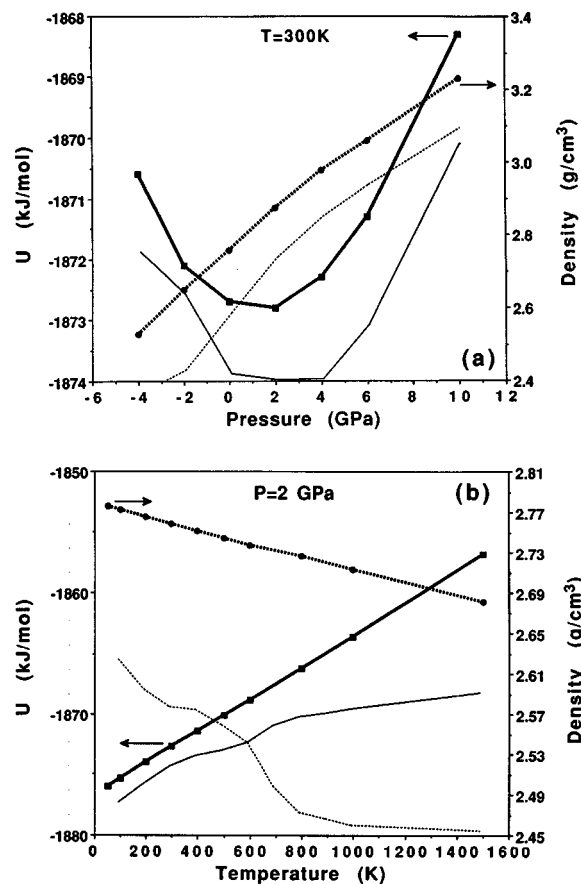 -1868
-1869
-1870
-1871
-1872
-1873
-1874
U (kJ/mol)
T=300K
3.4
3.2
3.0
2.8
2.6
2.4
Density (g/cm³)
(a)
-6 -4 -2 0 2 4 6 8 10 12
Pressure (GPa)
-1850
-1860
-1870
-1880
U (kJ/mol)
P=2 GPa
(b)
2.81
2.77
2.73
2.69
2.65
2.61
2.57
2.53
2.49
2.45
Density (g/cm³)
0 200 400 600 800 1000 1200 1400 1600
Temperature (K)